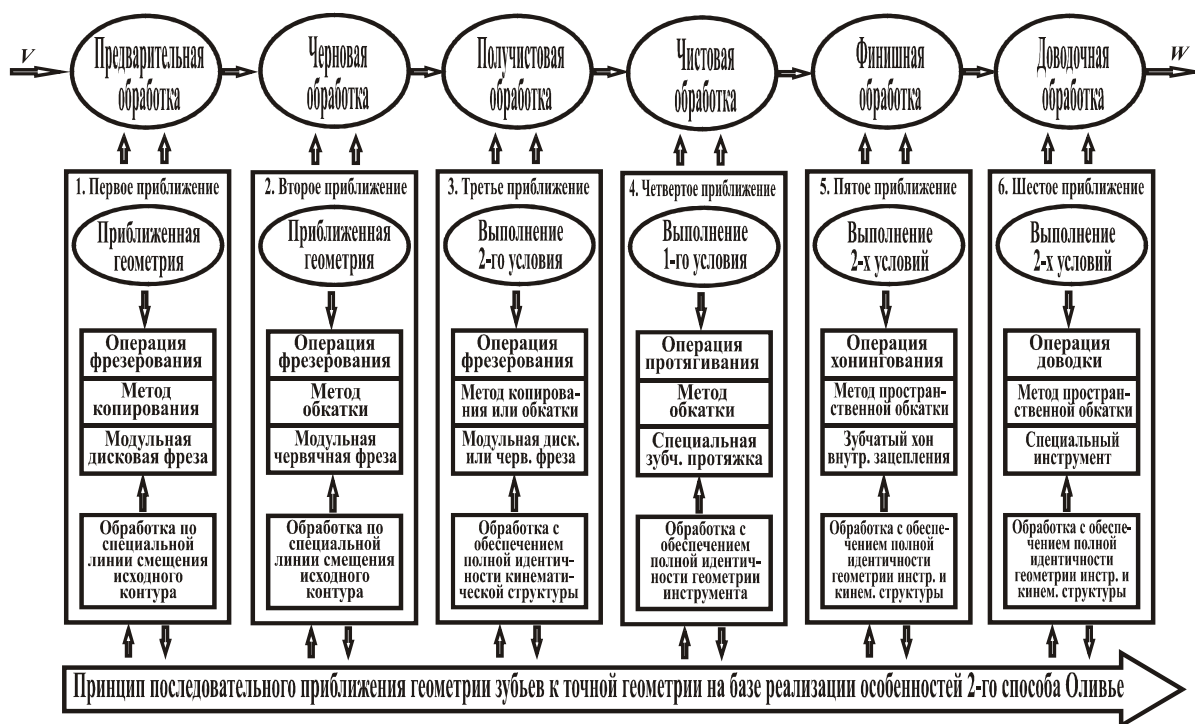 V
Предварительная
обработка
Черновая
обработка
Получистовая
обработка
Чистовая
обработка
Финишная
обработка
Доводочная
обработка
W
1. Первое приближение
Приближенная
геометрия
Операция
фрезерования
Метод
копирования
Модульная
дисковая фреза
Обработка по
специальной
линии смещения
исходного
контура
2. Второе приближение
Приближенная
геометрия
Операция
фрезерования
Метод
обкатки
Модульная
червячная фреза
Обработка по
специальной
линии смещения
исходного
контура
3. Третье приближение
Выполнение
2-го условия
Операция
фрезерования
Метод копирова-
ния или обкатки
Модульная диск.
или черв. фреза
Обработка с
обеспечением
полной идентич-
ности кинемати-
ческой структуры
4. Четвертое приближение
Выполнение
1-го условия
Операция
протягивания
Метод
обкатки
Специальная
зубч. протяжка
Обработка с
обеспечением
полной идентич-
ности геометрии
инструмента
5. Пятое приближение
Выполнение
2-х условий
Операция
хонингования
Метод простран-
ственной обкатки
Зубчатый хон
внутр. зацепления
Обработка с обеспе-
чением полной
идентичности
геометрии инстр. и
кинем. структуры
6. Шестое приближение
Выполнение
2-х условий
Операция
доводки
Метод простран-
ственной обкатки
Специальный
инструмент
Обработка с обеспе-
чением полной
идентичности
геометрии инстр. и
кинем. структуры
Принцип последовательного приближения геометрии зубьев к точной геометрии на базе реализации особенностей 2-го способа Оливье